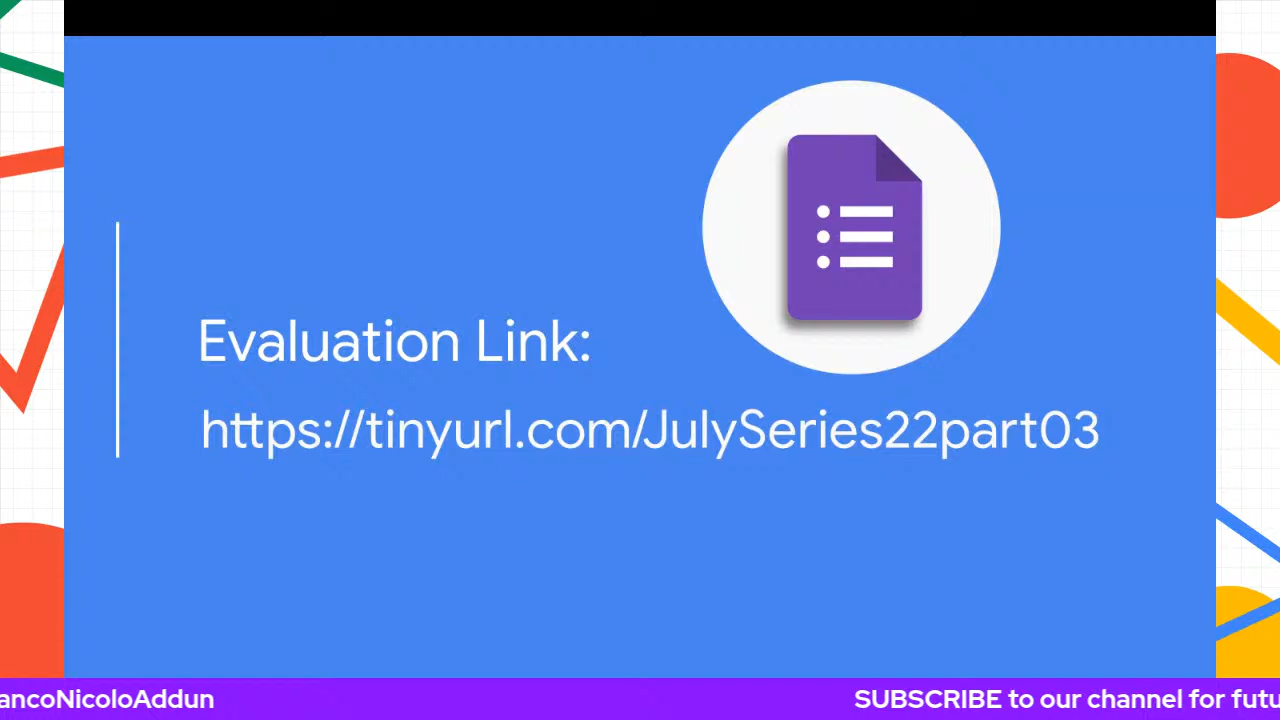 Evaluation Link:
https://tinyurl.com/JulySeries22part03
ancoNicoloAddun
SUBSCRIBE to our channel for futu